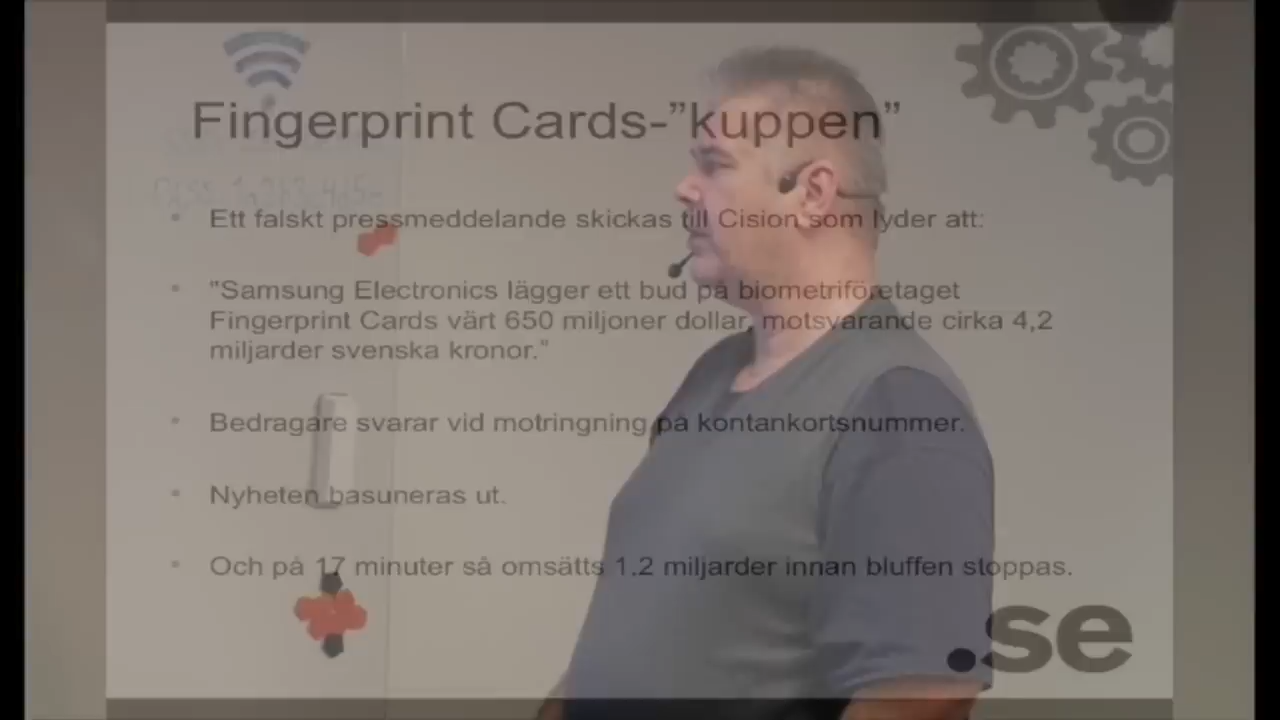 Fingerprint Cards-”kuppen”
Ett falskt pressmeddelande skickas till Cision som lyder att:
"Samsung Electronics lägger ett bud på biometriföretaget
Fingerprint Cards värt 650 miljoner dollar, motsvarande cirka 4,2
miljarder svenska kronor."
Bedragare svarar vid motringning på kontankortsnummer.
Nyheten basuneras ut.
Och på 17 minuter så omsätts 1.2 miljarder innan bluffen stoppas.
.se